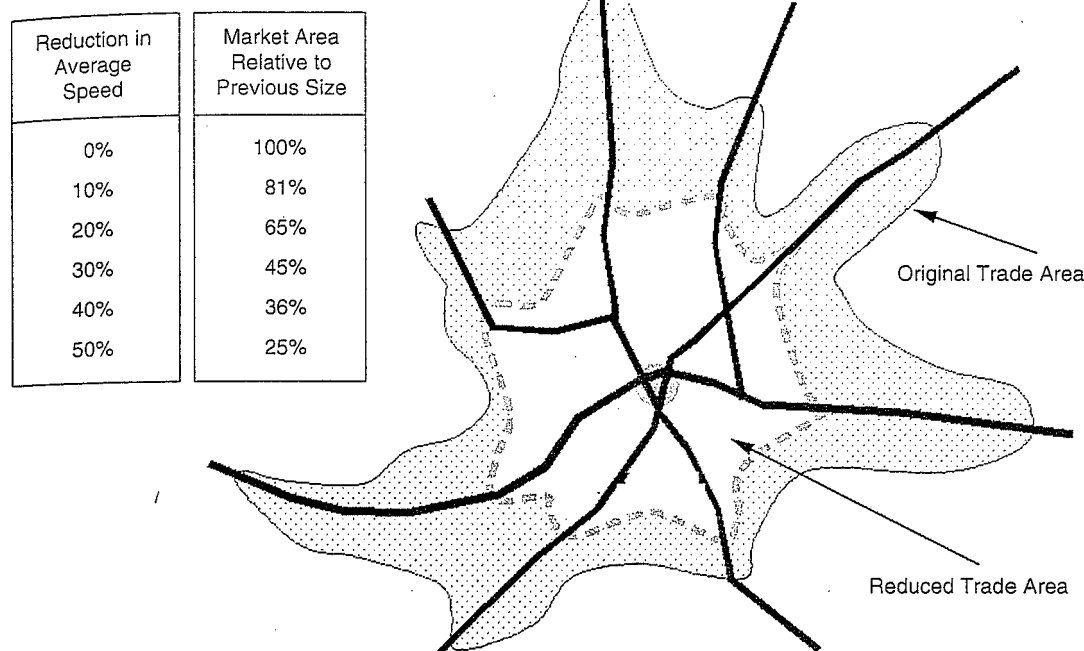 Reduction in
Average
Speed
Market Area
Relative to
Previous Size
0% 100%
10% 81%
20% 65%
30% 45%
40% 36%
50% 25%
Original Trade Area
Reduced Trade Area